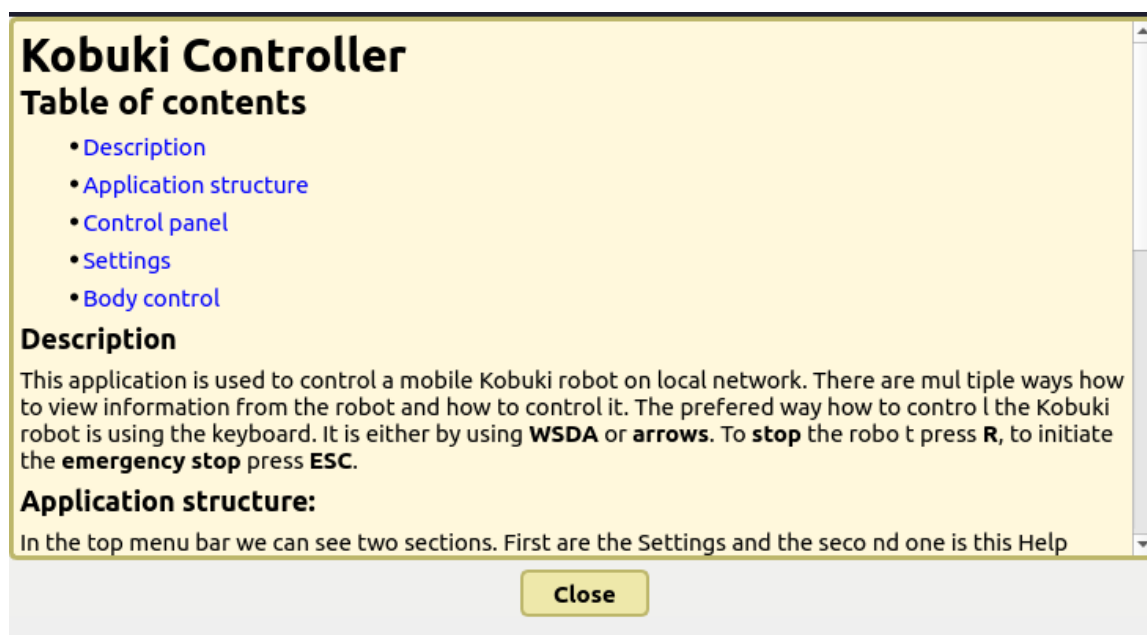 Kobuki Controller
Table of contents
•Description
•Application structure
•Control panel
•Settings
•Body control
Description
This application is used to control a mobile Kobuki robot on local network. There are mul tiple ways how
to view information from the robot and how to control it. The prefered way how to contro l the Kobuki
robot is using the keyboard. It is either by using WSDA or arrows. To stop the robo t press R, to initiate
the emergency stop press ESC.
Application structure:
In the top menu bar we can see two sections. First are the Settings and the seco nd one is this Help
Close